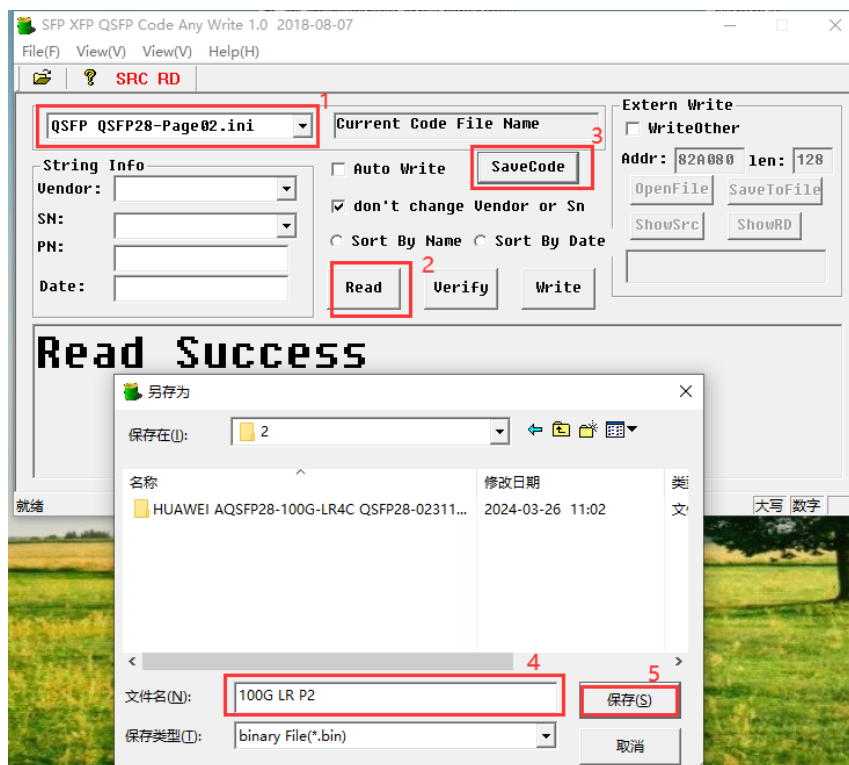 SFP XFP QSFP Code Any Write 1.0 2018-08-07
File(F) View(V) View(V) Help(H)
SRC RD
1
QSFP QSFP28-Page02.ini
Current Code File Name
3
Extern Write
WriteOther
Addr: 82A080 len: 128
OpenFile SaveToFile
ShowSrc ShowRD
String Info
Vendor:
SN:
PN:
Date:
Auto Write
SaveCode
don't change Vendor or Sn
Sort By Name Sort By Date
2
Read Verify Write
Read Success
另存为
保存在(I): 2
名称 修改日期
HUAWEI AQSFP28-100G-LR4C QSFP28-02311... 2024-03-26 11:02 文
4
5
文件名(N): 100G LR P2 保存(S)
保存类型(T): binary File(*.bin) 取消
就绪 大写 数字